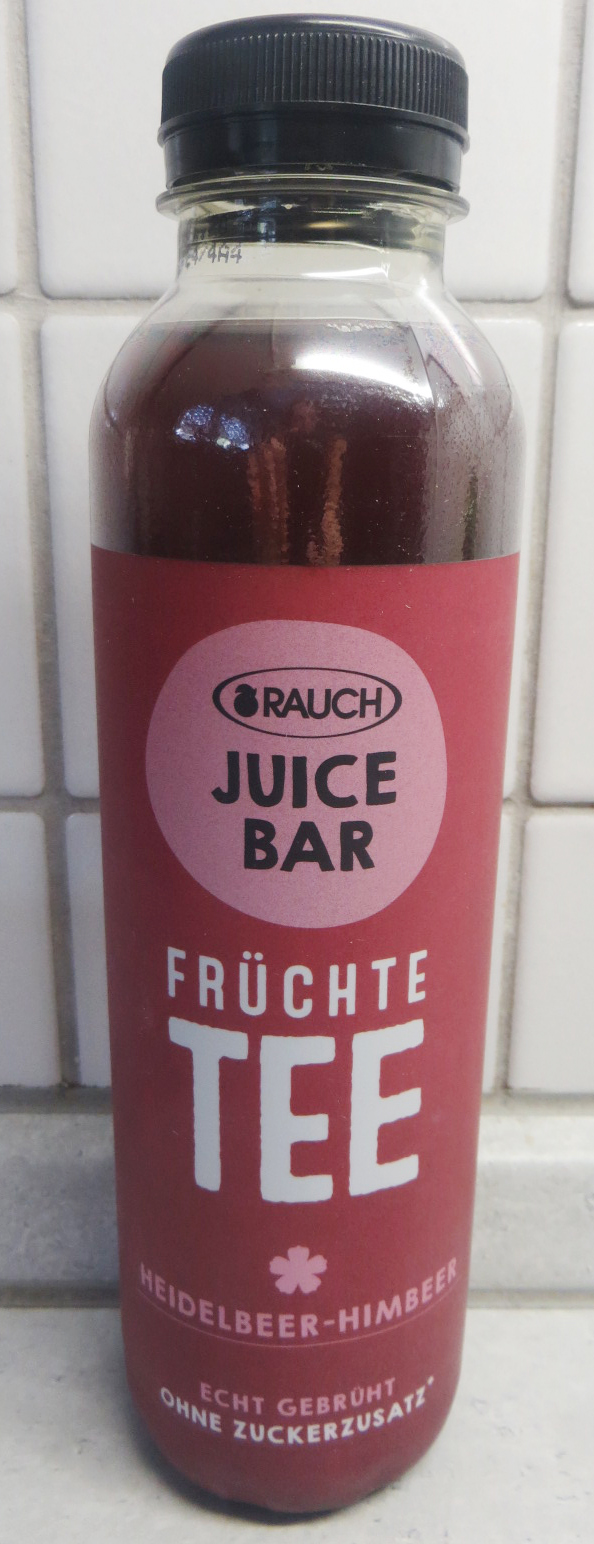 RAUCH
JUICE
BAR
FRÜCHTE
TEE
HEIDELBEER-HIMBEER
ECHT GEBRÜHT
OHNE ZUCKERZUSATZ*